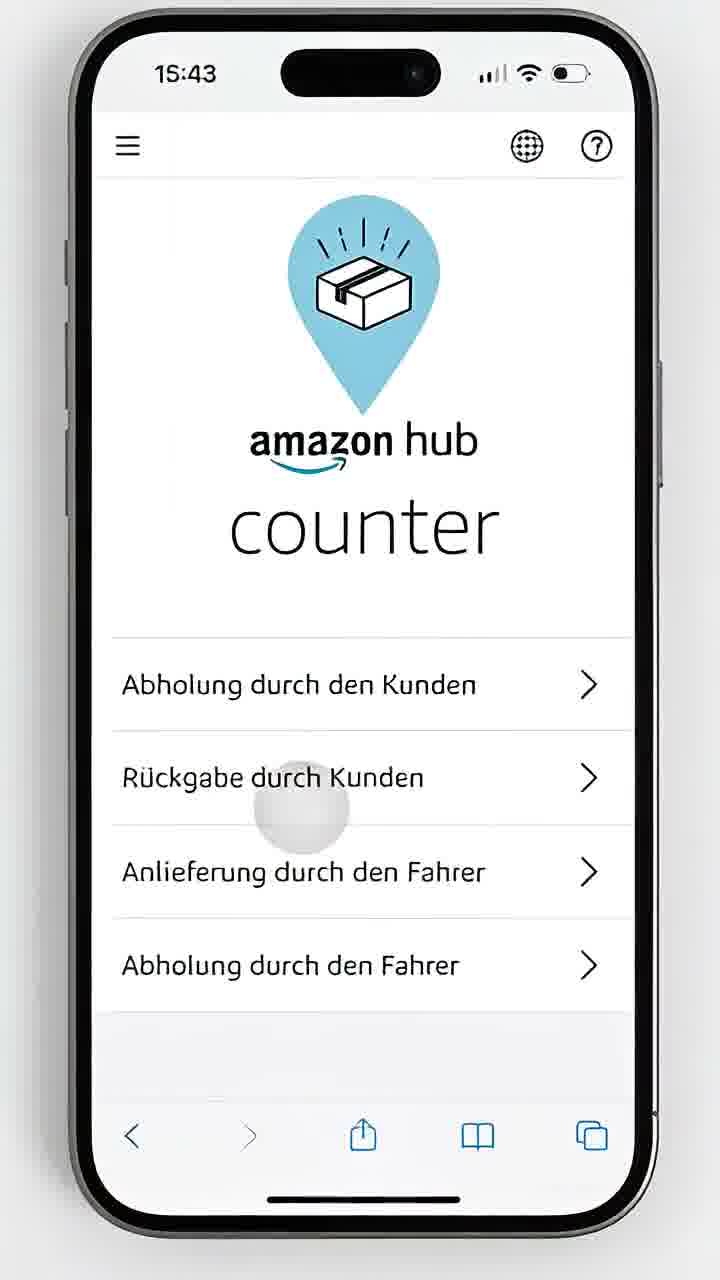 15:43
amazon hub
counter
Abholung durch den Kunden
Rückgabe durch Kunden
Anlieferung durch den Fahrer
Abholung durch den Fahrer